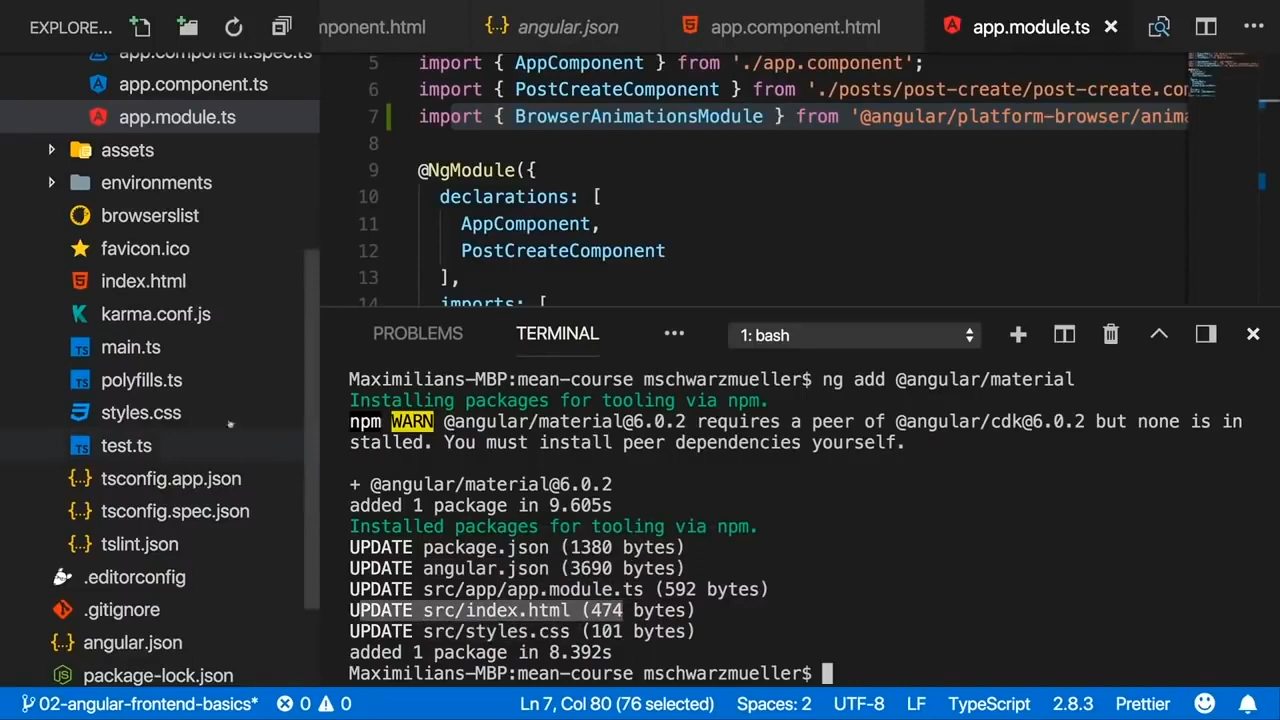 EXPLORE...
mponent.html
angular.json
app.component.html
app.module.ts
app.component.spec.ts
app.component.ts
app.module.ts
assets
environments
browserslist
favicon.ico
index.html
karma.conf.js
main.ts
polyfills.ts
styles.css
test.ts
tsconfig.app.json
tsconfig.spec.json
tslint.json
.editorconfig
.gitignore
angular.json
package-lock.json
5 import { AppComponent } from './app.component';
6 import { PostCreateComponent } from './posts/post-create/post-create.com
7 import { BrowserAnimationsModule } from '@angular/platform-browser/anima
8
9 @NgModule({
10 declarations: [
11 AppComponent,
12 PostCreateComponent
13 ],
14 imports: [
PROBLEMS TERMINAL ... 1: bash
Maximilians-MBP:mean-course mschwarzmueller$ ng add @angular/material
Installing packages for tooling via npm.
npm WARN @angular/material@6.0.2 requires a peer of @angular/cdk@6.0.2 but none is in
stalled. You must install peer dependencies yourself.
+ @angular/material@6.0.2
added 1 package in 9.605s
Installed packages for tooling via npm.
UPDATE package.json (1380 bytes)
UPDATE angular.json (3690 bytes)
UPDATE src/app/app.module.ts (592 bytes)
UPDATE src/index.html (474 bytes)
UPDATE src/styles.css (101 bytes)
added 1 package in 8.392s
Maximilians-MBP:mean-course mschwarzmueller$
02-angular-frontend-basics* 0 0 Ln 7, Col 80 (76 selected) Spaces: 2 UTF-8 LF TypeScript 2.8.3 Prettier